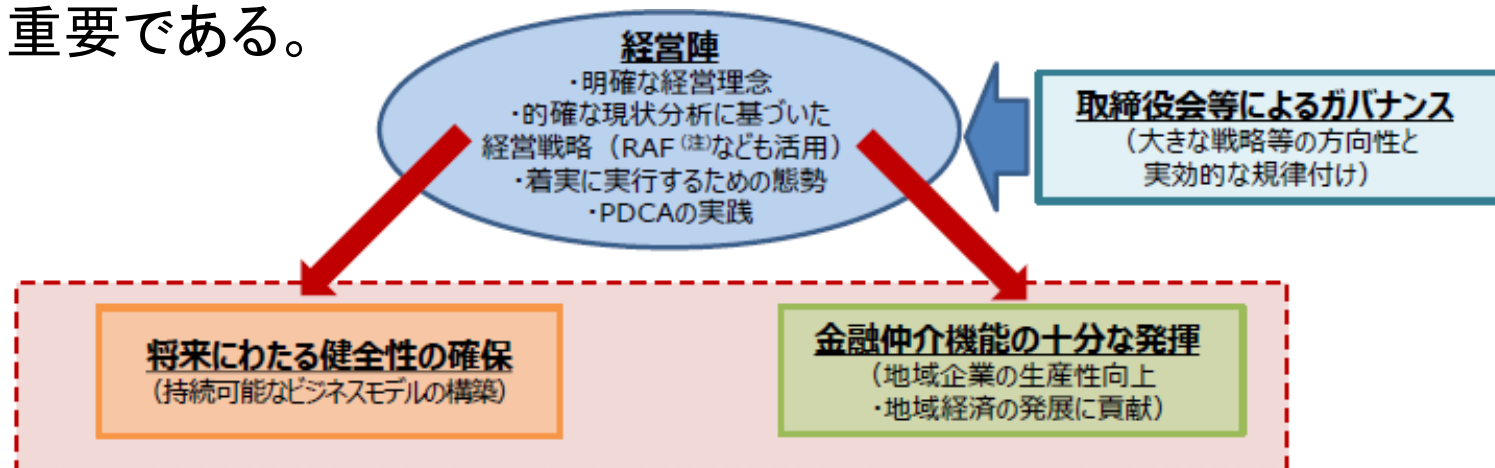 重要である。
経営陣
・明確な経営理念
・的確な現状分析に基づいた
経営戦略（RAF（注）なども活用）
・着実に実行するための態勢
・PDCAの実践
取締役会等によるガバナンス
（大きな戦略等の方向性と
実効的な規律付け）
将来にわたる健全性の確保
（持続可能なビジネスモデルの構築）
金融仲介機能の十分な発揮
（地域企業の生産性向上
・地域経済の発展に貢献）